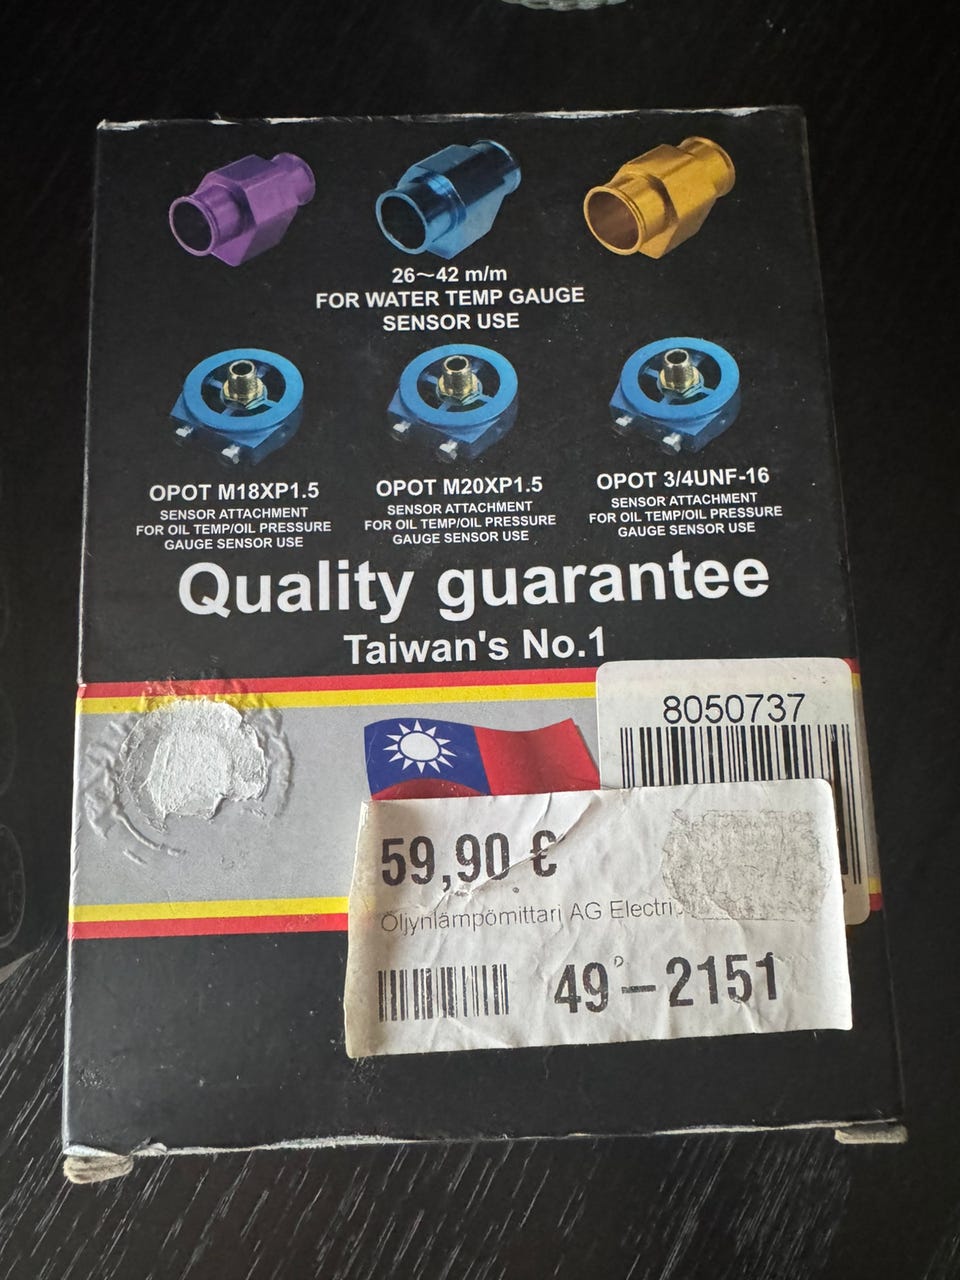 26~42 m/m
FOR WATER TEMP GAUGE
SENSOR USE
OPOT M18XP1.5
SENSOR ATTACHMENT
FOR OIL TEMP/OIL PRESSURE
GAUGE SENSOR USE
OPOT M20XP1.5
SENSOR ATTACHMENT
FOR OIL TEMP/OIL PRESSURE
GAUGE SENSOR USE
OPOT 3/4UNF-16
SENSOR ATTACHMENT
FOR OIL TEMP/OIL PRESSURE
GAUGE SENSOR USE
Quality guarantee
Taiwan's No.1
8050737
59,90 €
Öljynlämpömittari AG
49-2151